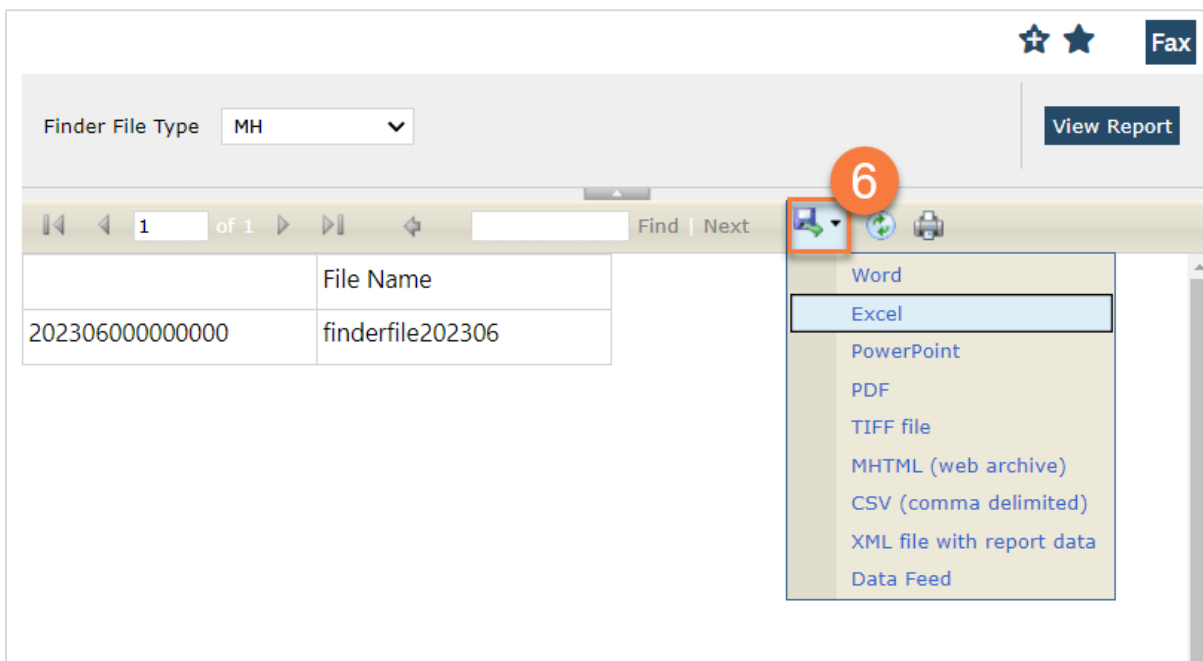 Fax
Finder File Type MH View Report
6
1 of 1 Find | Next
File Name
202306000000000 finderfile202306
Word
Excel
PowerPoint
PDF
TIFF file
MHTML (web archive)
CSV (comma delimited)
XML file with report data
Data Feed